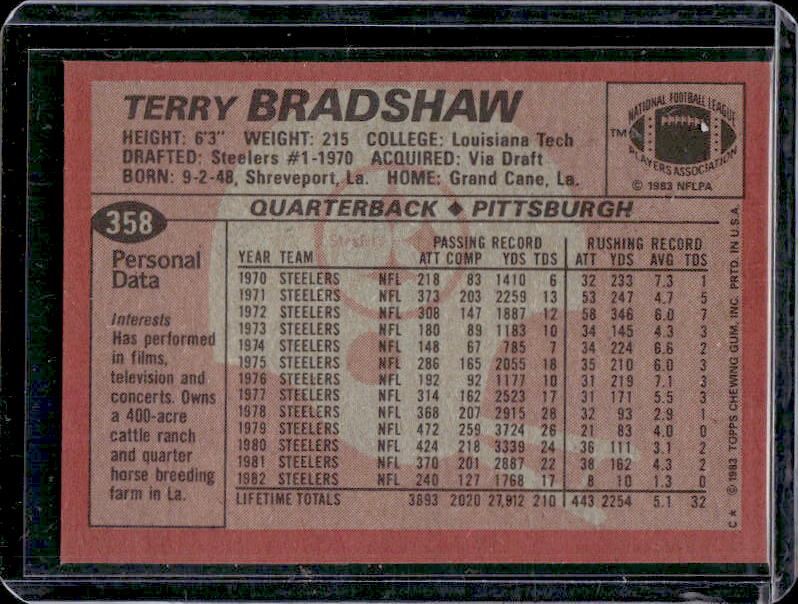 TERRY BRADSHAW
HEIGHT: 6'3" WEIGHT: 215 COLLEGE: Louisiana Tech
DRAFTED: Steelers #1-1970 ACQUIRED: Via Draft
BORN: 9-2-48, Shreveport, La. HOME: Grand Cane, La.
NATIONAL FOOTBALL LEAGUE
TM
PLAYERS ASSOCIATION
© 1983 NFLPA
358
QUARTERBACK ◆ PITTSBURGH
Personal
Data
Interests
Has performed
in films,
television and
concerts. Owns
a 400-acre
cattle ranch
and quarter
horse breeding
farm in La.
Steelers
PASSING RECORD RUSHING RECORD
YEAR TEAM ATT COMP YDS TDS ATT YDS AVG TDS
1970 STEELERS NFL 218 83 1410 6 32 233 7.3 1
1971 STEELERS NFL 373 203 2259 13 53 247 4.7 5
1972 STEELERS NFL 308 147 1887 12 58 346 6.0 7
1973 STEELERS NFL 180 89 1183 10 34 145 4.3 3
1974 STEELERS NFL 148 67 785 7 34 224 6.6 2
1975 STEELERS NFL 286 165 2055 18 35 210 6.0 3
1976 STEELERS NFL 192 92 1177 10 31 219 7.1 3
1977 STEELERS NFL 314 162 2523 17 31 171 5.5 3
1978 STEELERS NFL 368 207 2915 28 32 93 2.9 1
1979 STEELERS NFL 472 259 3724 26 21 83 4.0 0
1980 STEELERS NFL 424 218 3339 24 36 111 3.1 2
1981 STEELERS NFL 370 201 2887 22 38 162 4.3 2
1982 STEELERS NFL 240 127 1768 17 8 10 1.3 0
LIFETIME TOTALS 3893 2020 27,912 210 443 2254 5.1 32
C* © 1983 TOPPS CHEWING GUM, INC. PRTD. IN U.S.A.